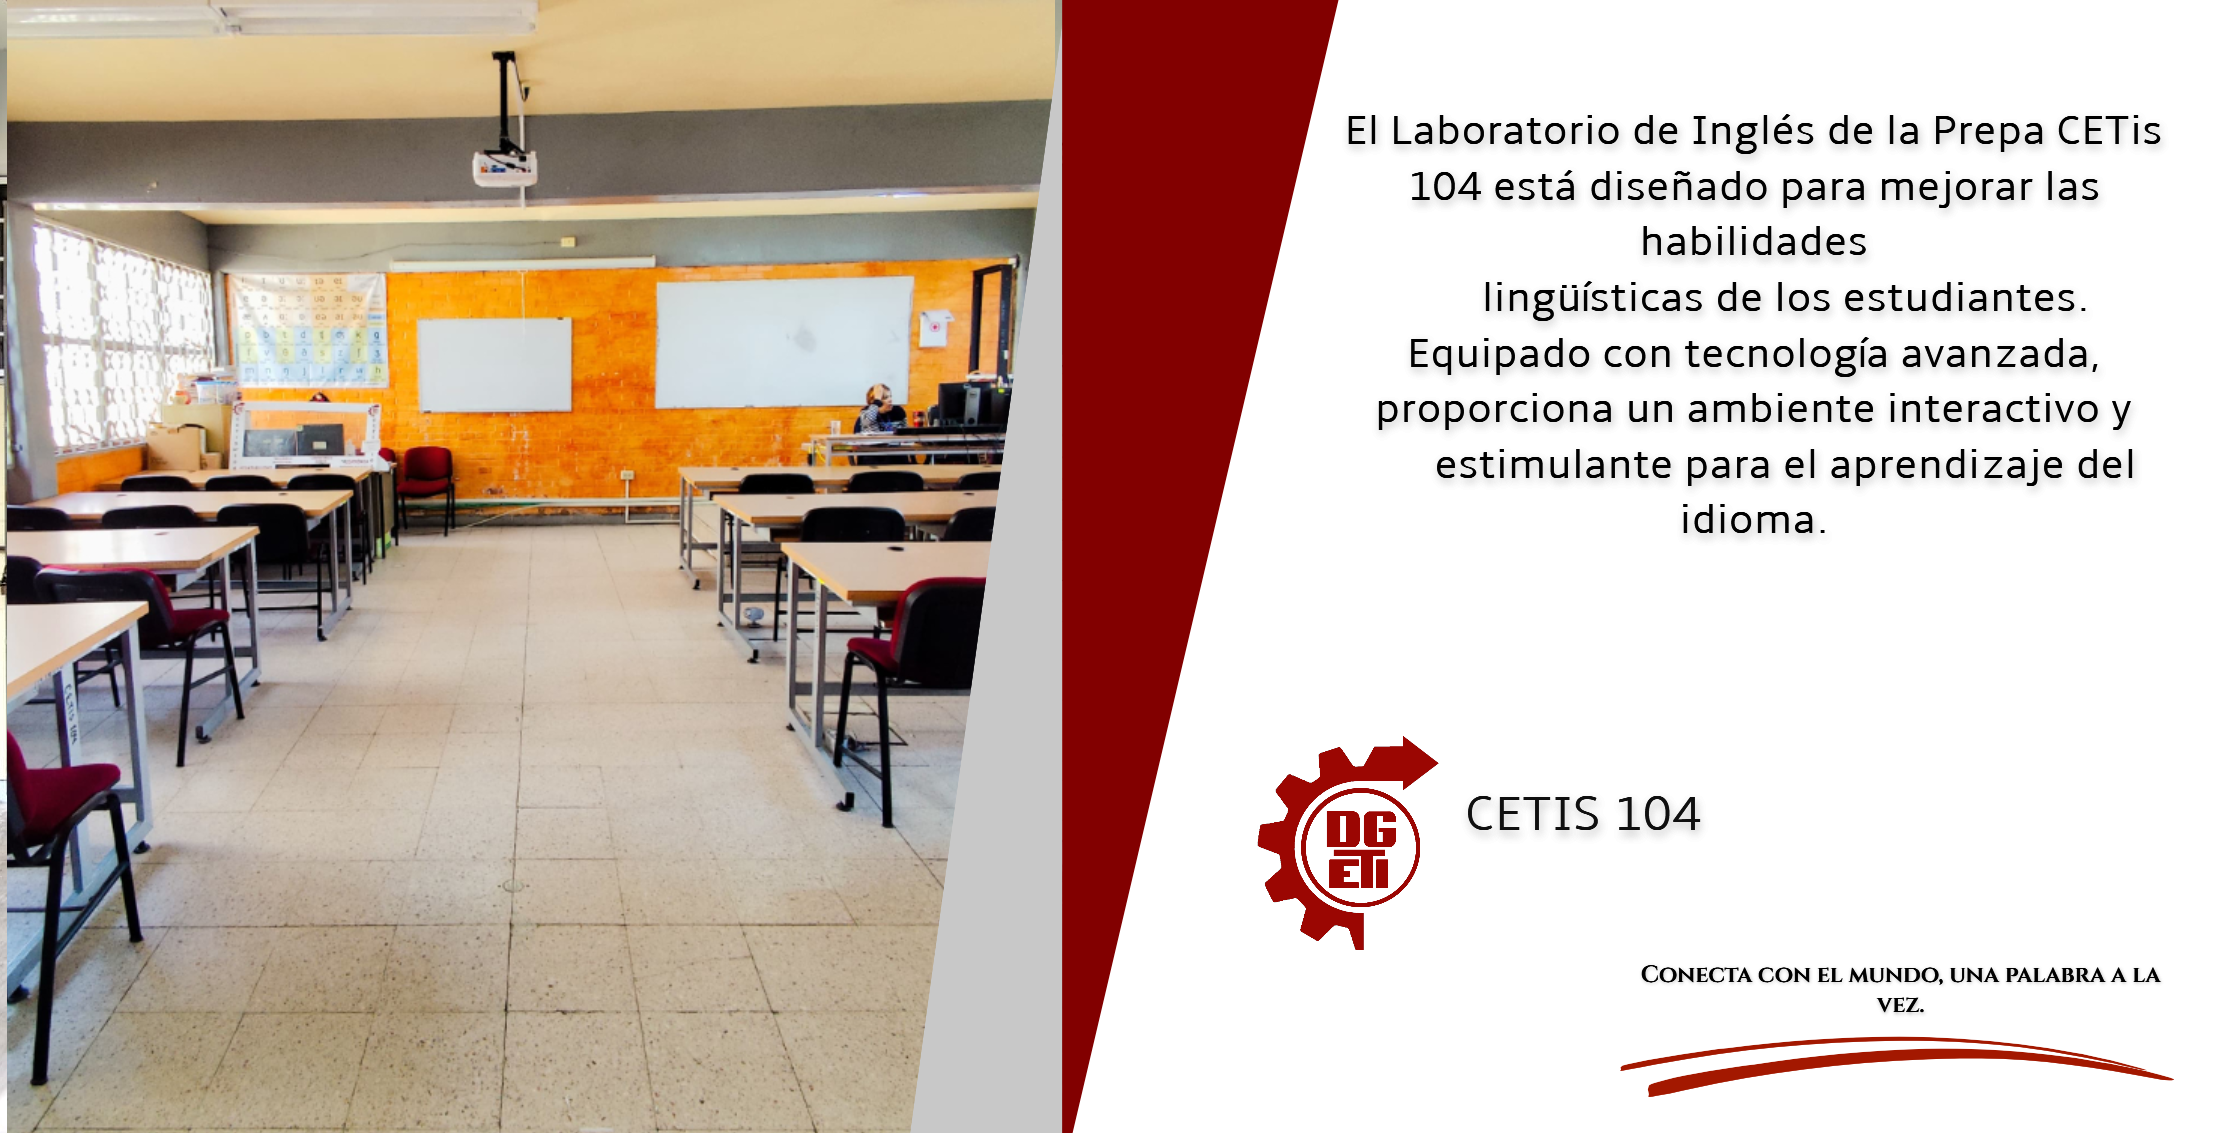 El Laboratorio de Inglés de la Prepa CETis
104 está diseñado para mejorar las
habilidades
lingüísticas de los estudiantes.
Equipado con tecnología avanzada,
proporciona un ambiente interactivo y
estimulante para el aprendizaje del
idioma.
DG
ETI
CETIS 104
Conecta con el mundo, una palabra a la
vez.
CETIS 104